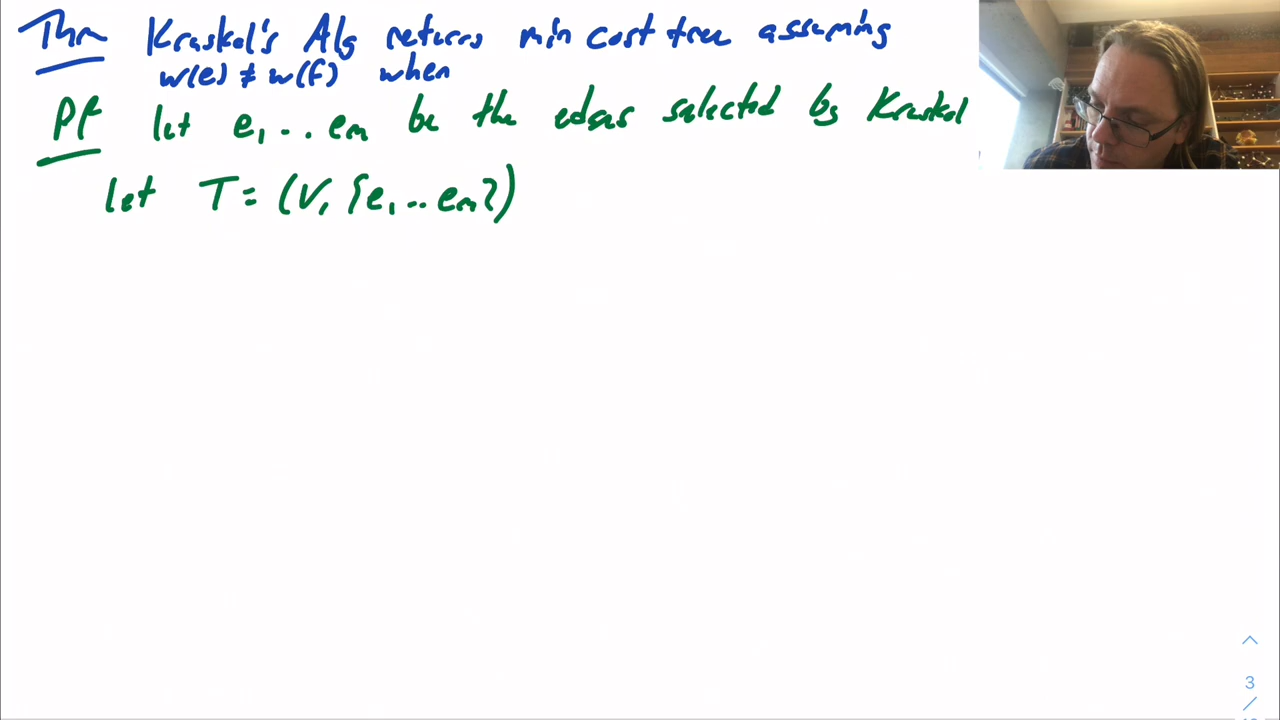 Thm Kruskal's Alg returns min cost tree assuming
w(e) ≠ w(f) when
Pf let e₁ .. eₘ be the edges selected by Kruskal
let T = (V, {e₁ .. eₘ})
3
/